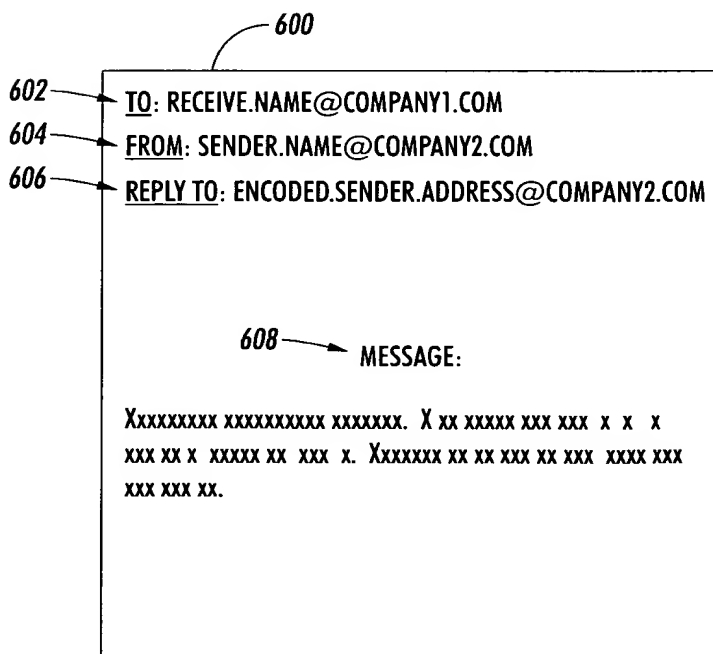 600
602 TO: RECEIVE.NAME@COMPANY1.COM
604 FROM: SENDER.NAME@COMPANY2.COM
606 REPLY TO: ENCODED.SENDER.ADDRESS@COMPANY2.COM
608 MESSAGE:
Xxxxxxxxx xxxxxxxxxx xxxxxxx. X xx xxxxx xxx xxx x x x
xxx xx x xxxxx xx xxx x. Xxxxxxx xx xx xxx xx xxx xxxx xxx
xxx xxx xx.